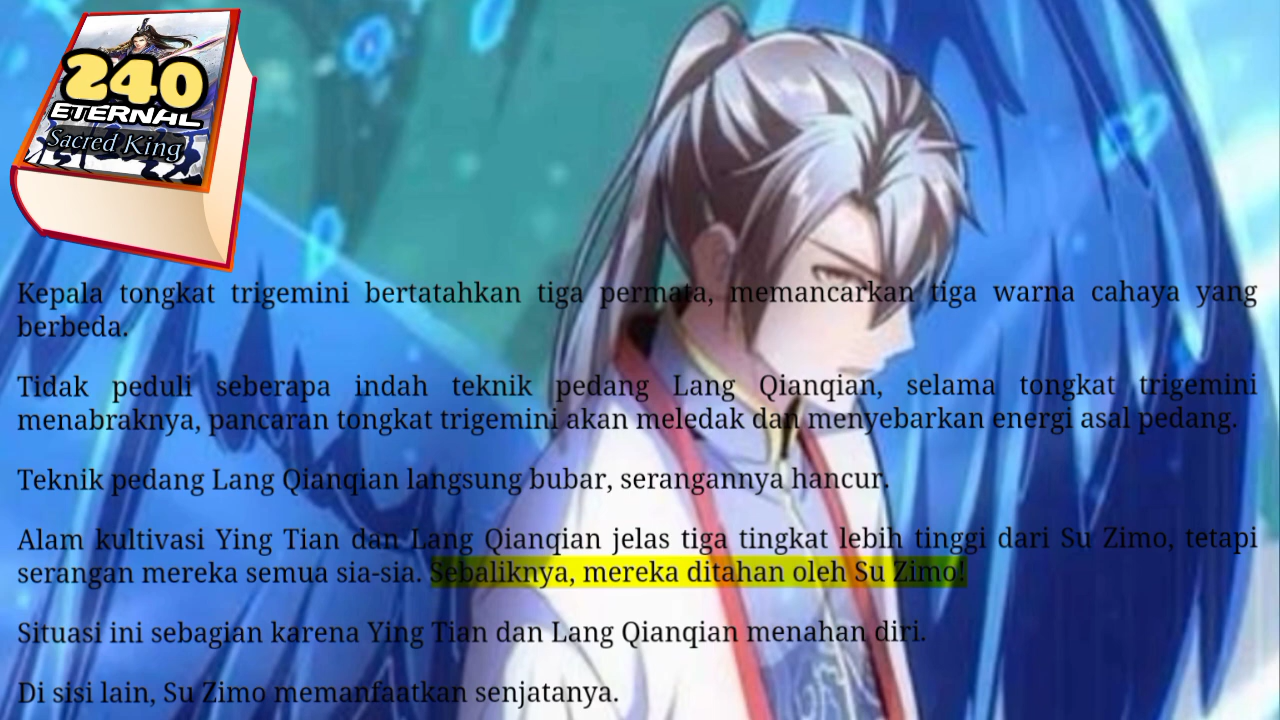 240
ETERNAL
Sacred King
Kepala tongkat trigemini bertatahkan tiga permata, memancarkan tiga warna cahaya yang
berbeda.
Tidak peduli seberapa indah teknik pedang Lang Qianqian, selama tongkat trigemini
menabraknya, pancaran tongkat trigemini akan meledak dan menyebarkan energi asal pedang.
Teknik pedang Lang Qianqian langsung bubar, serangannya hancur.
Alam kultivasi Ying Tian dan Lang Qianqian jelas tiga tingkat lebih tinggi dari Su Zimo, tetapi
serangan mereka semua sia-sia. Sebaliknya, mereka ditahan oleh Su Zimo!
Situasi ini sebagian karena Ying Tian dan Lang Qianqian menahan diri.
Di sisi lain, Su Zimo memanfaatkan senjatanya.